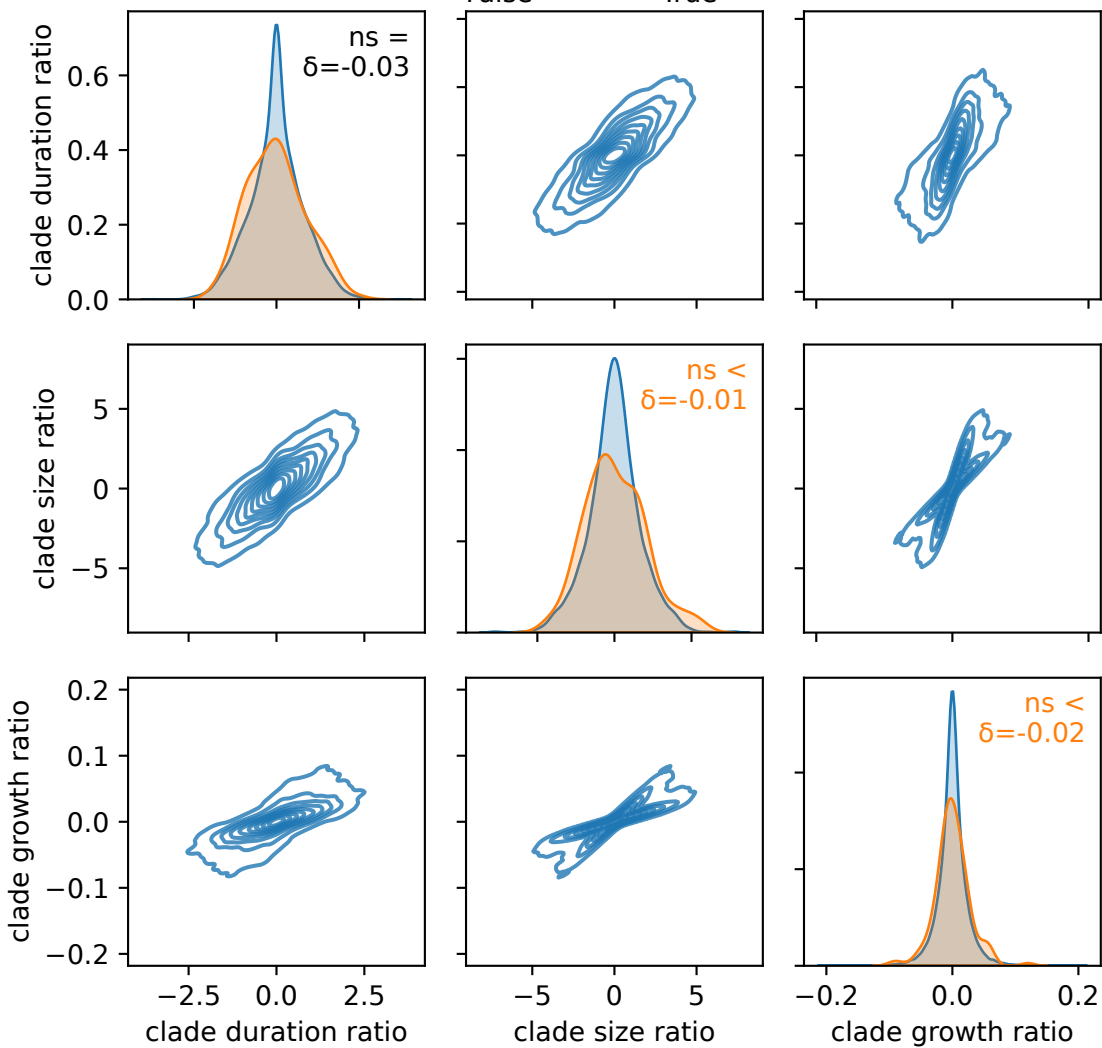 clade duration ratio
0.6
0.4
0.2
0.0
ns =
δ=-0.03
clade size ratio
5
0
−5
ns <
δ=-0.01
clade growth ratio
0.2
0.1
0.0
−0.1
−0.2
ns <
δ=-0.02
−2.5 0.0 2.5
−5 0 5
−0.2 0.0 0.2
clade duration ratio
clade size ratio
clade growth ratio